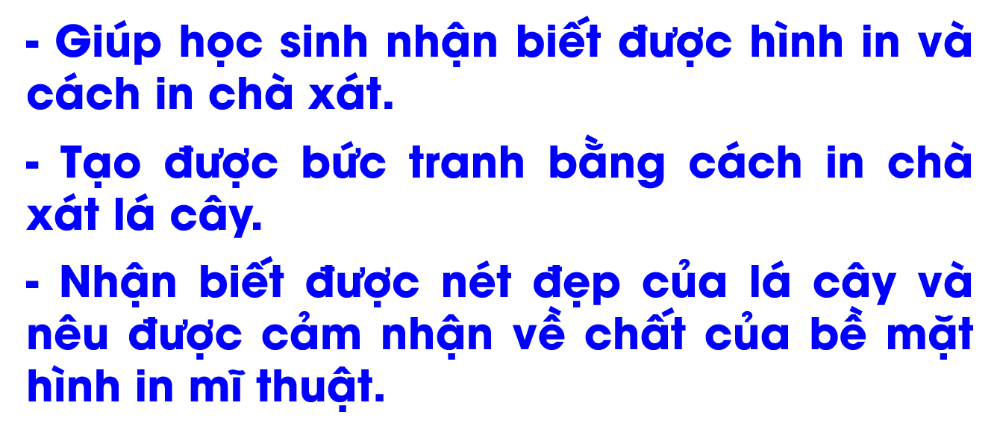 - Giúp học sinh nhận biết được hình in và
cách in chà xát.
- Tạo được bức tranh bằng cách in chà
xát lá cây.
- Nhận biết được nét đẹp của lá cây và
nêu được cảm nhận về chất của bề mặt
hình in mĩ thuật.